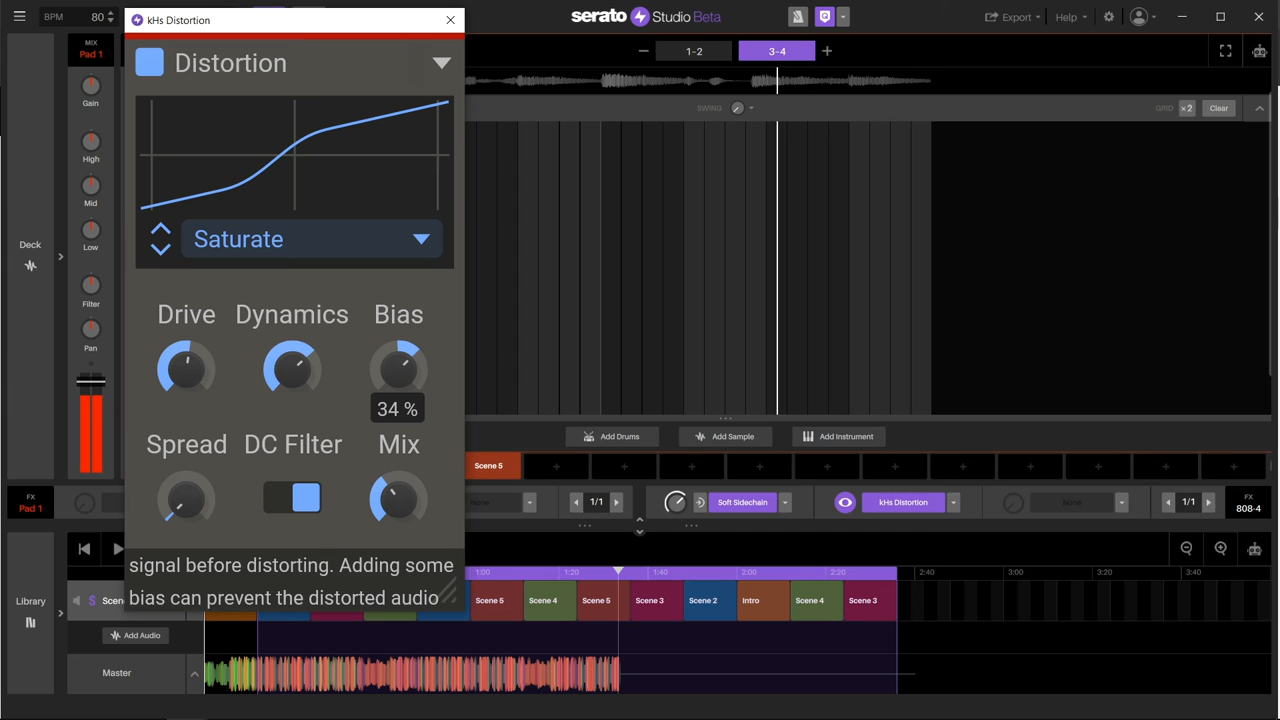 BPM 80
kHs Distortion
serato Studio Beta
Export
Help
MIX
Pad 1
Gain
High
Mid
Low
Filter
Pan
Deck
Distortion
Saturate
Drive Dynamics Bias
34 %
Spread DC Filter Mix
signal before distorting. Adding some
bias can prevent the distorted audio
1-2
3-4
SWING
GRID x2 Clear
Add Drums
Add Sample
Add Instrument
Scene 5
FX
Pad 1
None
1/1
Soft Sidechain
kHs Distortion
None
1/1
FX
808-4
Library
1:00 1:20 1:40 2:00 2:20 2:40 3:00 3:20 3:40
Scene 5 Scene 4 Scene 5 Scene 3 Scene 2 Intro Scene 4 Scene 3
Add Audio
Master